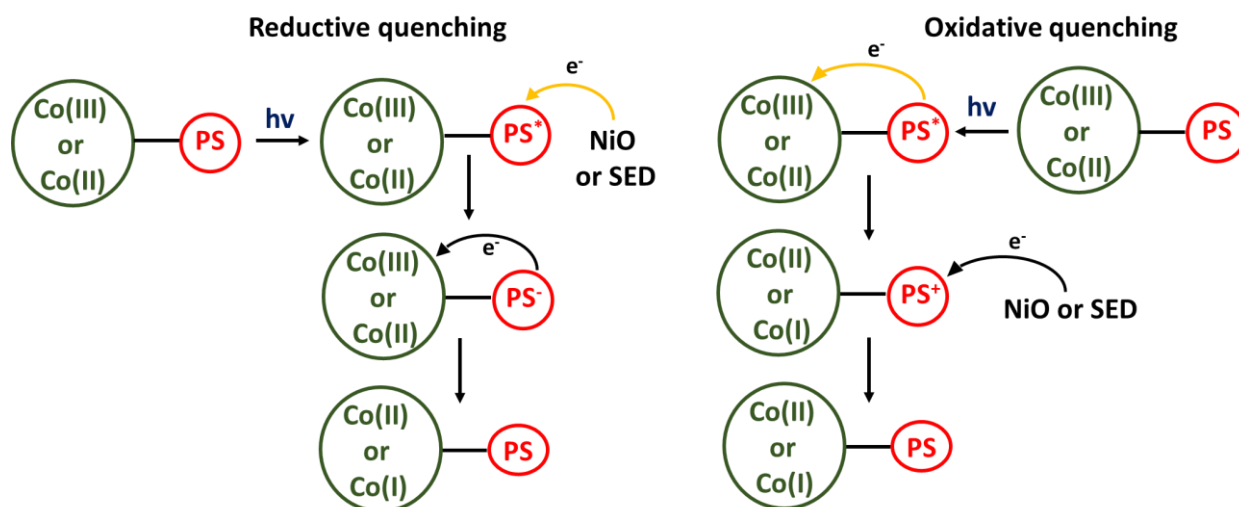 Reductive quenching
Co(III)
or
Co(II)
PS
hν
Co(III)
or
Co(II)
PS*
e-
NiO
or SED
Co(III)
or
Co(II)
e-
PS-
Co(II)
or
Co(I)
PS
Oxidative quenching
e-
Co(III)
or
Co(II)
PS*
hν
Co(III)
or
Co(II)
PS
Co(II)
or
Co(I)
PS+
e-
NiO or SED
Co(II)
or
Co(I)
PS